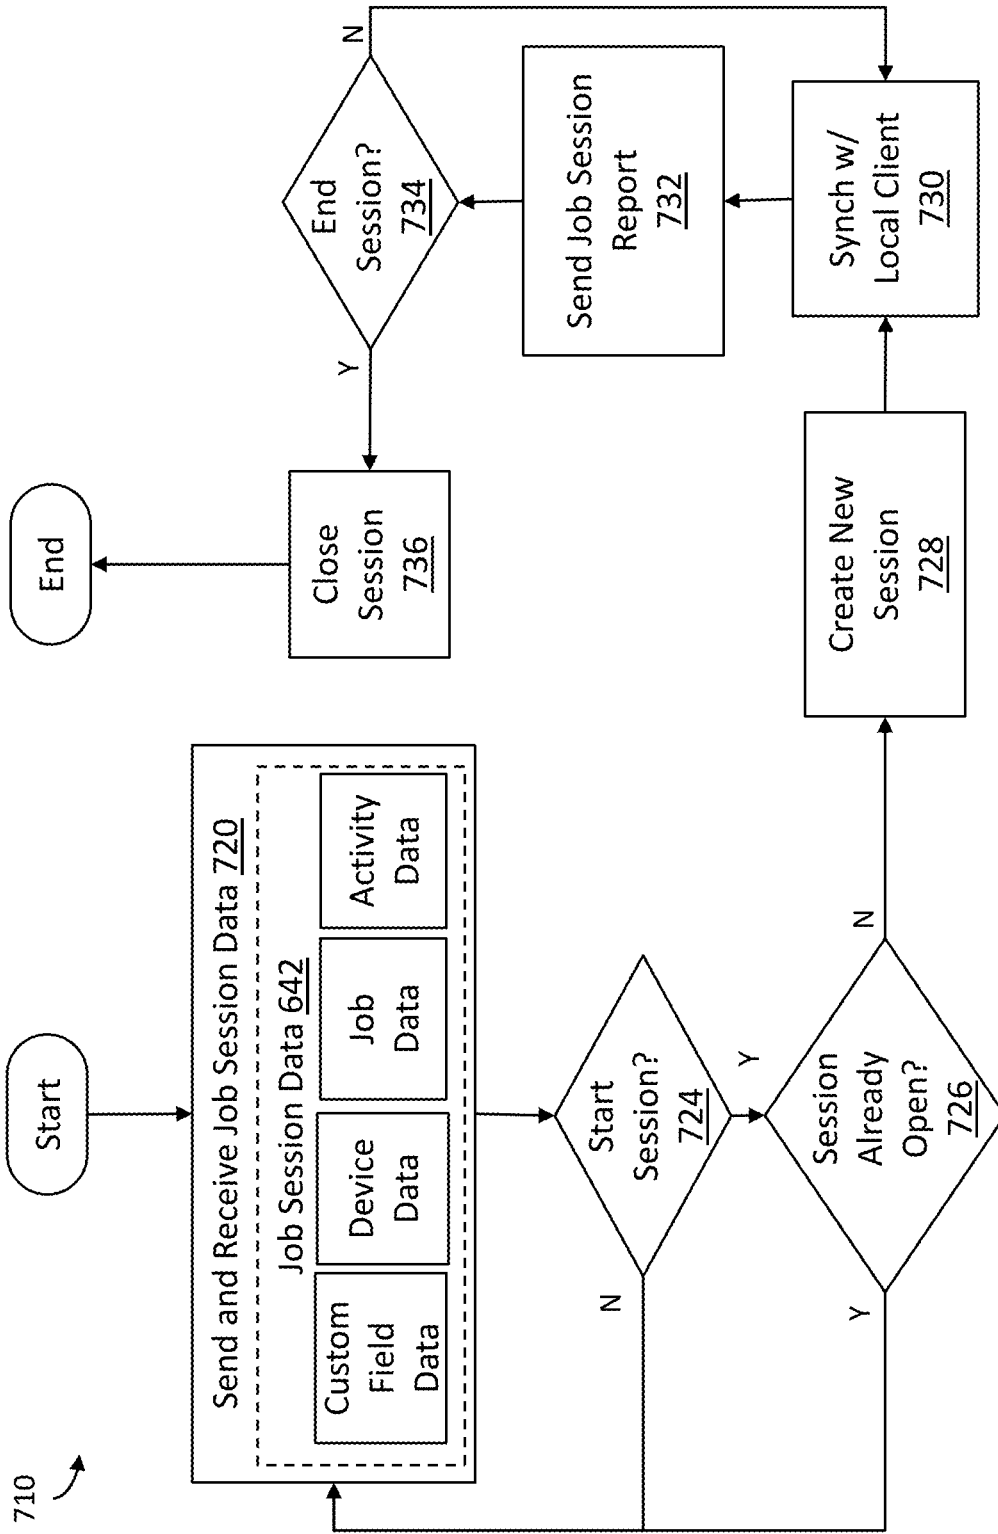 710
Start
Send and Receive Job Session Data 720
Job Session Data 642
Custom
Field
Data
Device
Data
Job
Data
Activity
Data
Start
Session?
724
N
Y
Session
Already
Open?
726
Y
N
Create New
Session
728
Synch w/
Local Client
730
Send Job Session
Report
732
End
Session?
734
N
Y
Close
Session
736
End